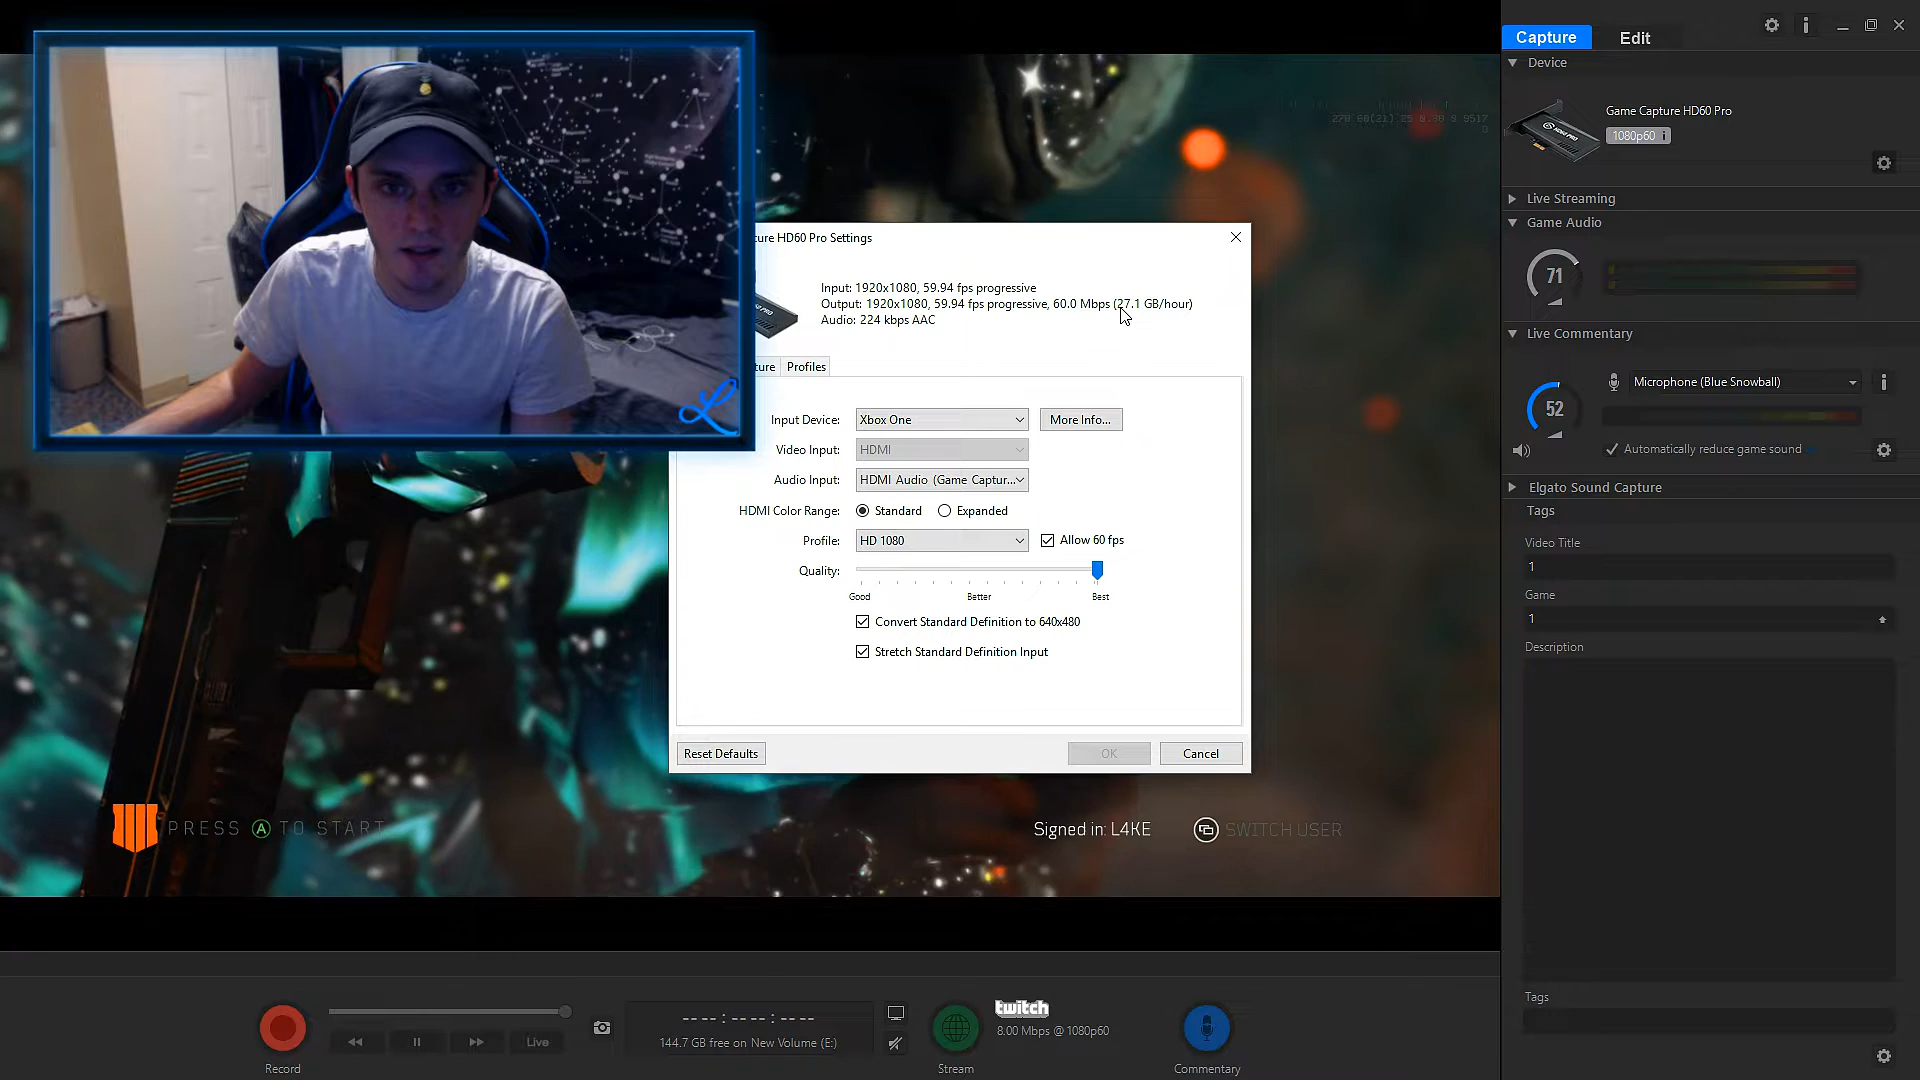 Capture
Edit
Device
Game Capture HD60 Pro
1080p60 i
Live Streaming
Game Audio
71
Live Commentary
Microphone (Blue Snowball)
52
Automatically reduce game sound
Elgato Sound Capture
Tags
Video Title
1
Game
1
Description
Tags
ure HD60 Pro Settings
Input: 1920x1080, 59.94 fps progressive
Output: 1920x1080, 59.94 fps progressive, 60.0 Mbps (27.1 GB/hour)
Audio: 224 kbps AAC
ture Profiles
Input Device: Xbox One More Info...
Video Input: HDMI
Audio Input: HDMI Audio (Game Captur...
HDMI Color Range: Standard Expanded
Profile: HD 1080 Allow 60 fps
Quality:
Good Better Best
Convert Standard Definition to 640x480
Stretch Standard Definition Input
Reset Defaults OK Cancel
PRESS A TO START
Signed in: L4KE
SWITCH USER
Record
Live
-- -- : -- -- : -- --
144.7 GB free on New Volume (E:)
Stream
twitch
8.00 Mbps @ 1080p60
Commentary